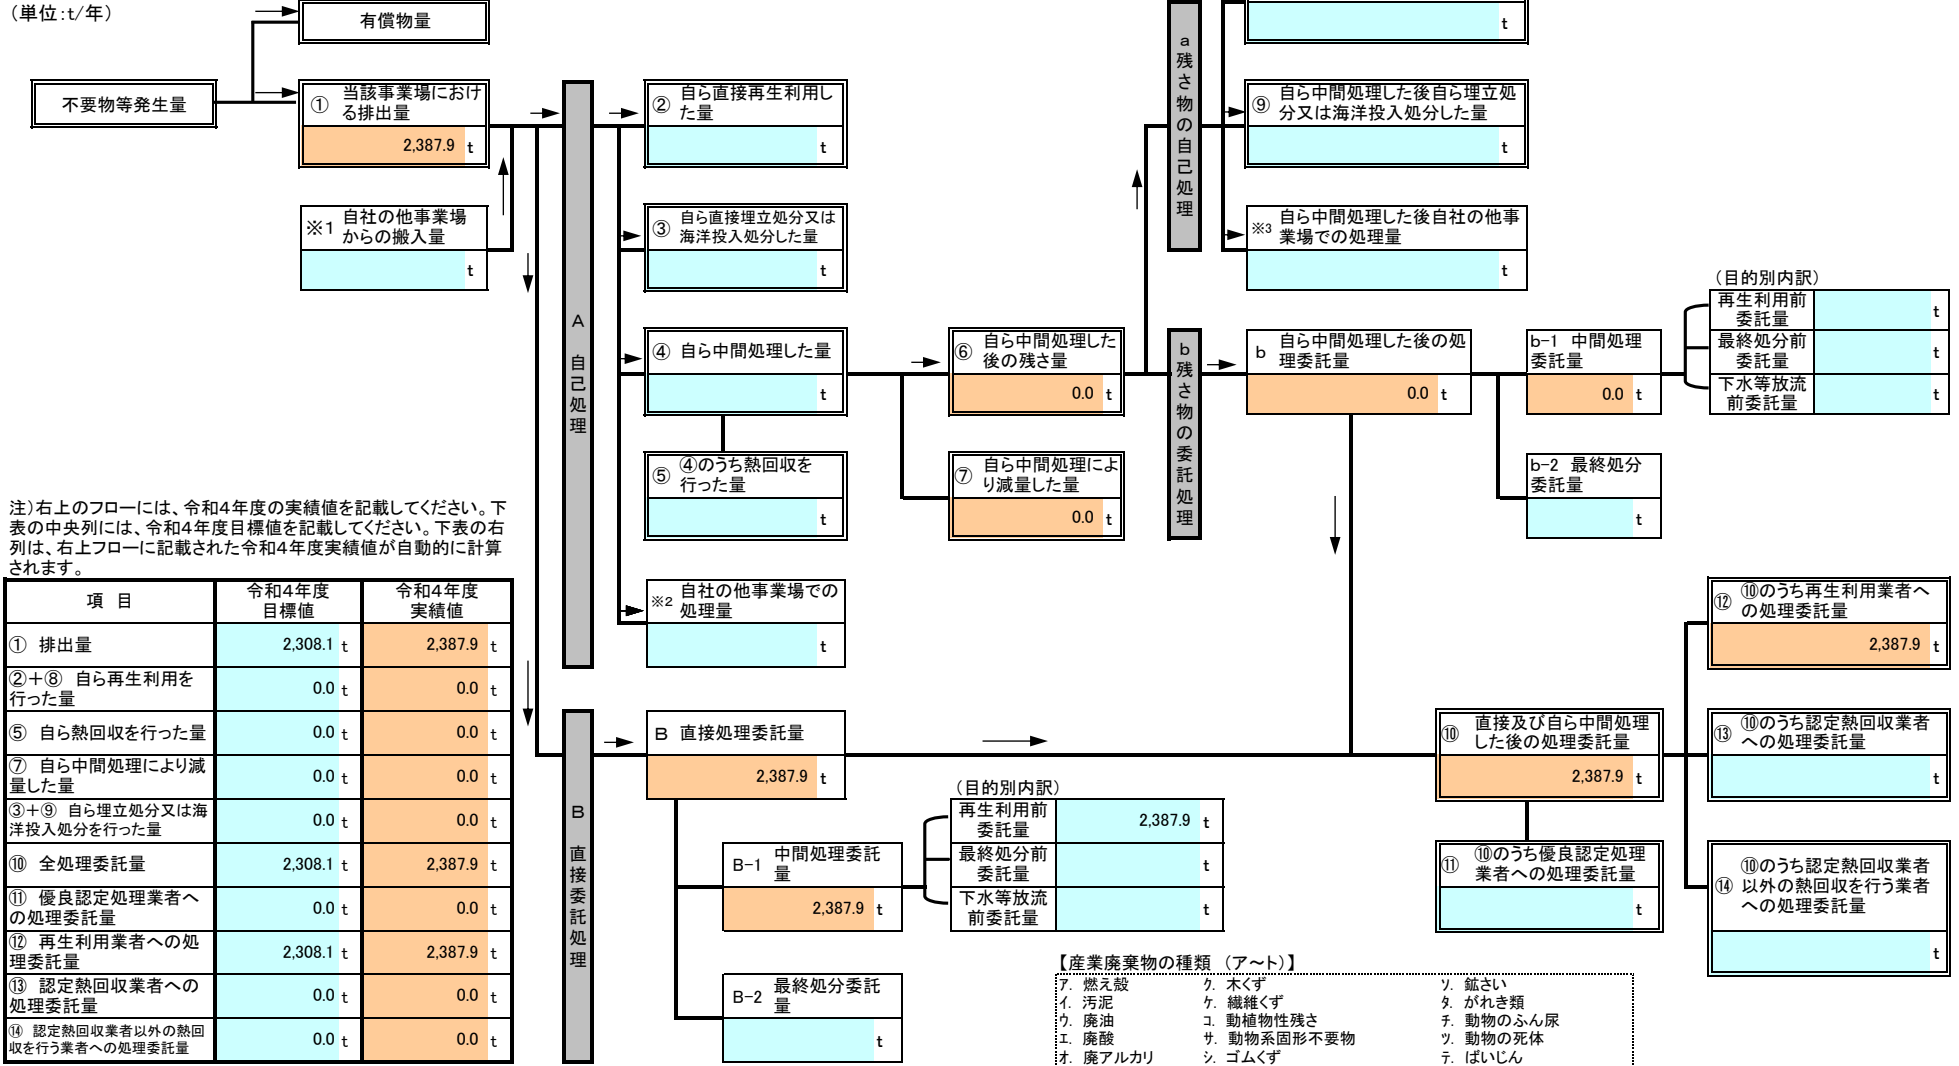 (単位:t/年)
有償物量
不要物等発生量
① 当該事業場におけ
る排出量
2,387.9 t
※1 自社の他事業場
からの搬入量
t
A 自己処理
② 自ら直接再生利用し
た量
t
③ 自ら直接埋立処分又は
海洋投入処分した量
t
④ 自ら中間処理した量
t
⑤ ④のうち熱回収を
行った量
t
※2 自社の他事業場での
処理量
t
⑥ 自ら中間処理した
後の残さ量
0.0 t
⑦ 自ら中間処理によ
り減量した量
0.0 t
a 残さ物の自己処理
t
⑨ 自ら中間処理した後自ら埋立処
分又は海洋投入処分した量
t
※3 自ら中間処理した後自社の他事
業場での処理量
t
b 残さ物の委託処理
b 自ら中間処理した後の処
理委託量
0.0 t
b-1 中間処理
委託量
0.0 t
b-2 最終処分
委託量
t
(目的別内訳)
再生利用前
委託量
t
最終処分前
委託量
t
下水等放流
前委託量
t
注)右上のフローには、令和4年度の実績値を記載してください。下
表の中央列には、令和4年度目標値を記載してください。下表の右
列は、右上フローに記載された令和4年度実績値が自動的に計算
されます。
項 目 令和4年度
目標値 令和4年度
実績値
① 排出量 2,308.1 t 2,387.9 t
②+⑧ 自ら再生利用を
行った量 0.0 t 0.0 t
⑤ 自ら熱回収を行った量 0.0 t 0.0 t
⑦ 自ら中間処理により減
量した量 0.0 t 0.0 t
③+⑨ 自ら埋立処分又は海
洋投入処分を行った量 0.0 t 0.0 t
⑩ 全処理委託量 2,308.1 t 2,387.9 t
⑪ 優良認定処理業者へ
の処理委託量 0.0 t 0.0 t
⑫ 再生利用業者への処
理委託量 2,308.1 t 2,387.9 t
⑬ 認定熱回収業者への
処理委託量 0.0 t 0.0 t
⑭ 認定熱回収業者以外の熱回
収を行う業者への処理委託量 0.0 t 0.0 t
B 直接委託処理
B 直接処理委託量
2,387.9 t
B-1 中間処理委託
量
2,387.9 t
B-2 最終処分委託
量
t
(目的別内訳)
再生利用前
委託量
2,387.9 t
最終処分前
委託量
t
下水等放流
前委託量
t
⑩ 直接及び自ら中間処理
した後の処理委託量
2,387.9 t
⑪ ⑩のうち優良認定処理
業者への処理委託量
t
⑫ ⑩のうち再生利用業者へ
の処理委託量
2,387.9 t
⑬ ⑩のうち認定熱回収業者
への処理委託量
t
⑭ ⑩のうち認定熱回収業者
以外の熱回収を行う業者
への処理委託量
t
【産業廃棄物の種類 (ア~ト)】
ア. 燃え殻 ク. 木くず ソ. 鉱さい
イ. 汚泥 ケ. 繊維くず タ. がれき類
ウ. 廃油 コ. 動植物性残さ チ. 動物のふん尿
エ. 廃酸 サ. 動物系固形不要物 ツ. 動物の死体
オ. 廃アルカリ シ. ゴムくず テ. ばいじん